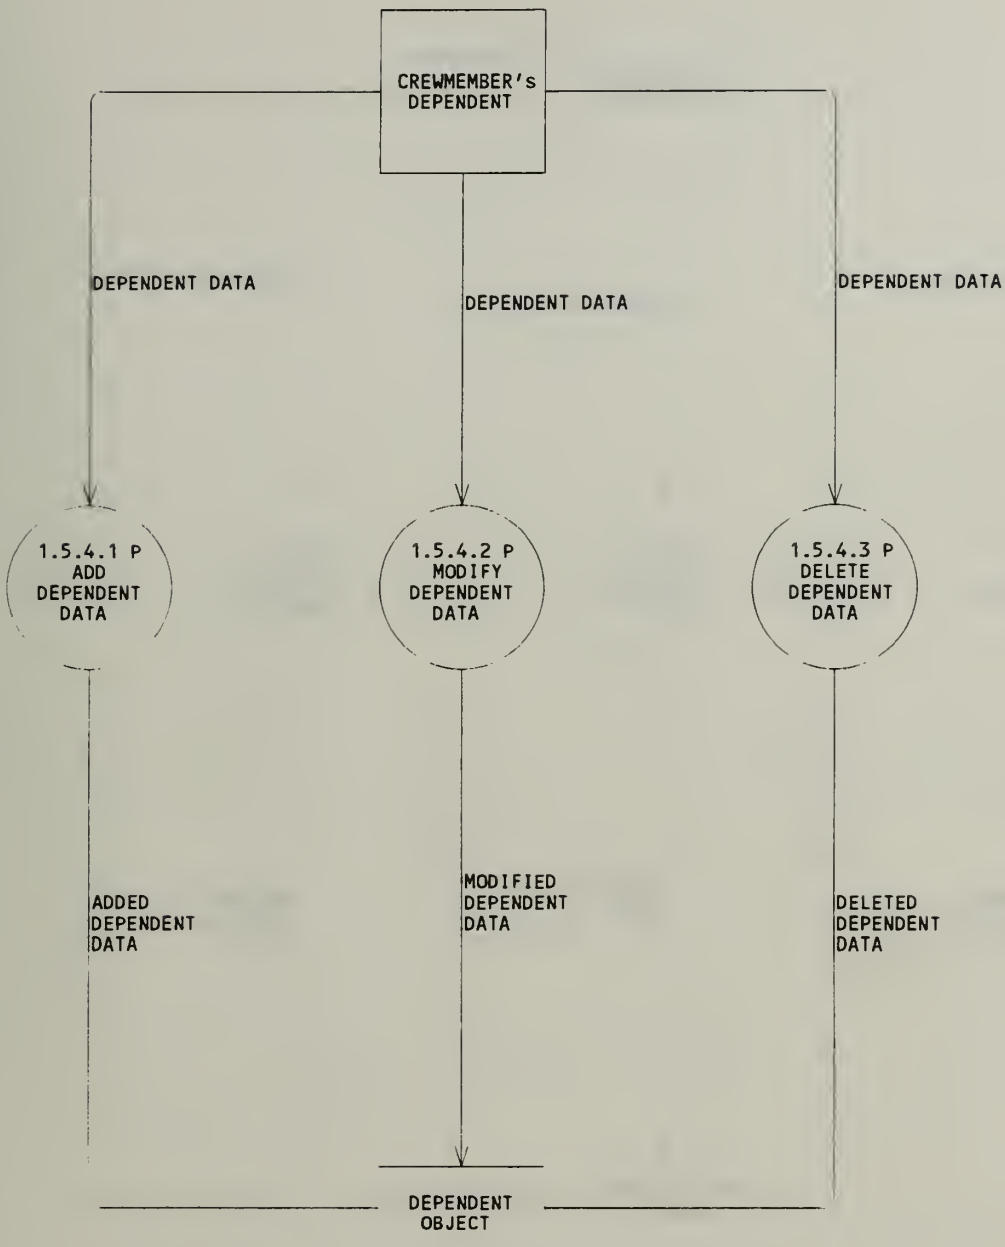 CREWMEMBER's
DEPENDENT
DEPENDENT DATA
DEPENDENT DATA
DEPENDENT DATA
1.5.4.1 P
ADD
DEPENDENT
DATA
1.5.4.2 P
MODIFY
DEPENDENT
DATA
1.5.4.3 P
DELETE
DEPENDENT
DATA
ADDED
DEPENDENT
DATA
MODIFIED
DEPENDENT
DATA
DELETED
DEPENDENT
DATA
DEPENDENT
OBJECT